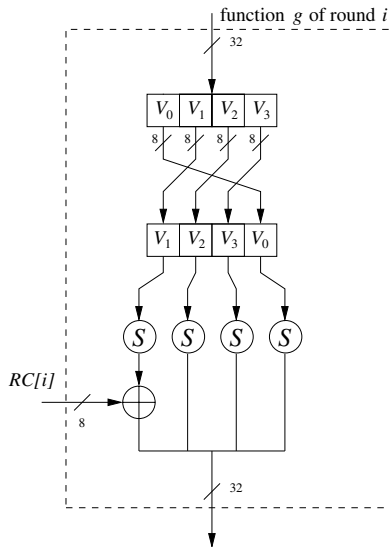 function g of round i
32
V0 V1 V2 V3
8 8 8 8
V1 V2 V3 V0
S S S S
RC[i]
8
32